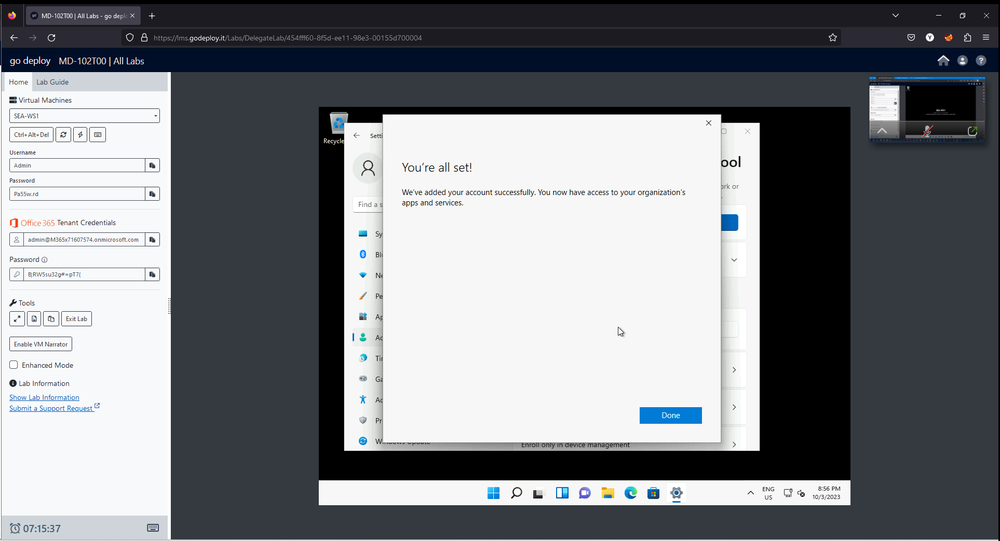 MD-102T00 | All Labs - go deplo
https://lms.godeploy.it/Labs/DelegateLab/454fff60-8f5d-ee11-98e3-00155d700004
Y
go deploy MD-102T00 | All Labs
Home Lab Guide
Virtual Machines
SEA-WS1
Ctrl+Alt+Del
Username
Admin
Password
Pa55w.rd
Office 365 Tenant Credentials
admin@M365x71607574.onmicrosoft.com
Password
B;RW5su32g#=pT7(
Tools
Exit Lab
Enable VM Narrator
Enhanced Mode
Lab Information
Show Lab Information
Submit a Support Request
07:15:37
Recycle
Setti
Find a s
Sy
Blu
Ne
Pe
Ap
Ac
Ti
Ga
Ac
Pr
Windows Update
You're all set!
We've added your account successfully. You now have access to your organization's
apps and services.
Done
ool
ork or
Enroll only in device management
ENG
US
8:56 PM
10/3/2023
SEA-WS1